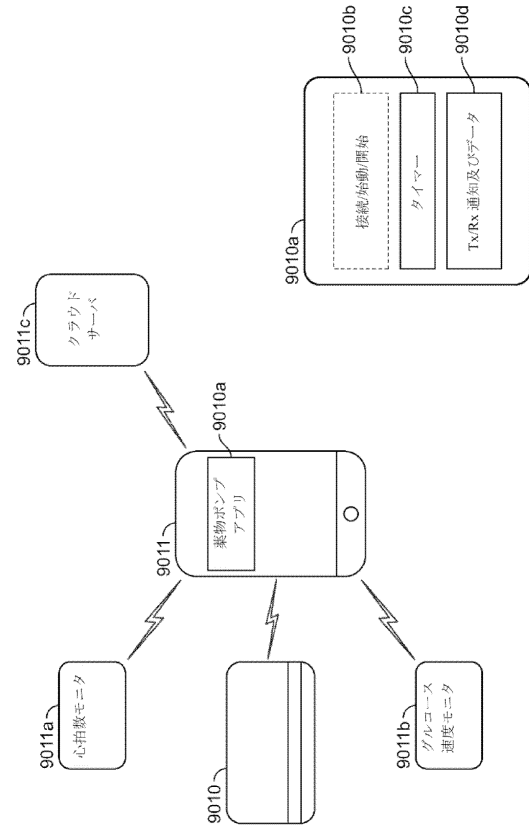 9011a
心拍数モニタ
9010
9011b
グルコース
速度モニタ
9011
薬物ポンプ
アプリ
9010a
9011c
クラウド
サーバ
9010a
接続/始動/開始
9010b
タイマー
9010c
Tx/Rx 通知及びデータ
9010d